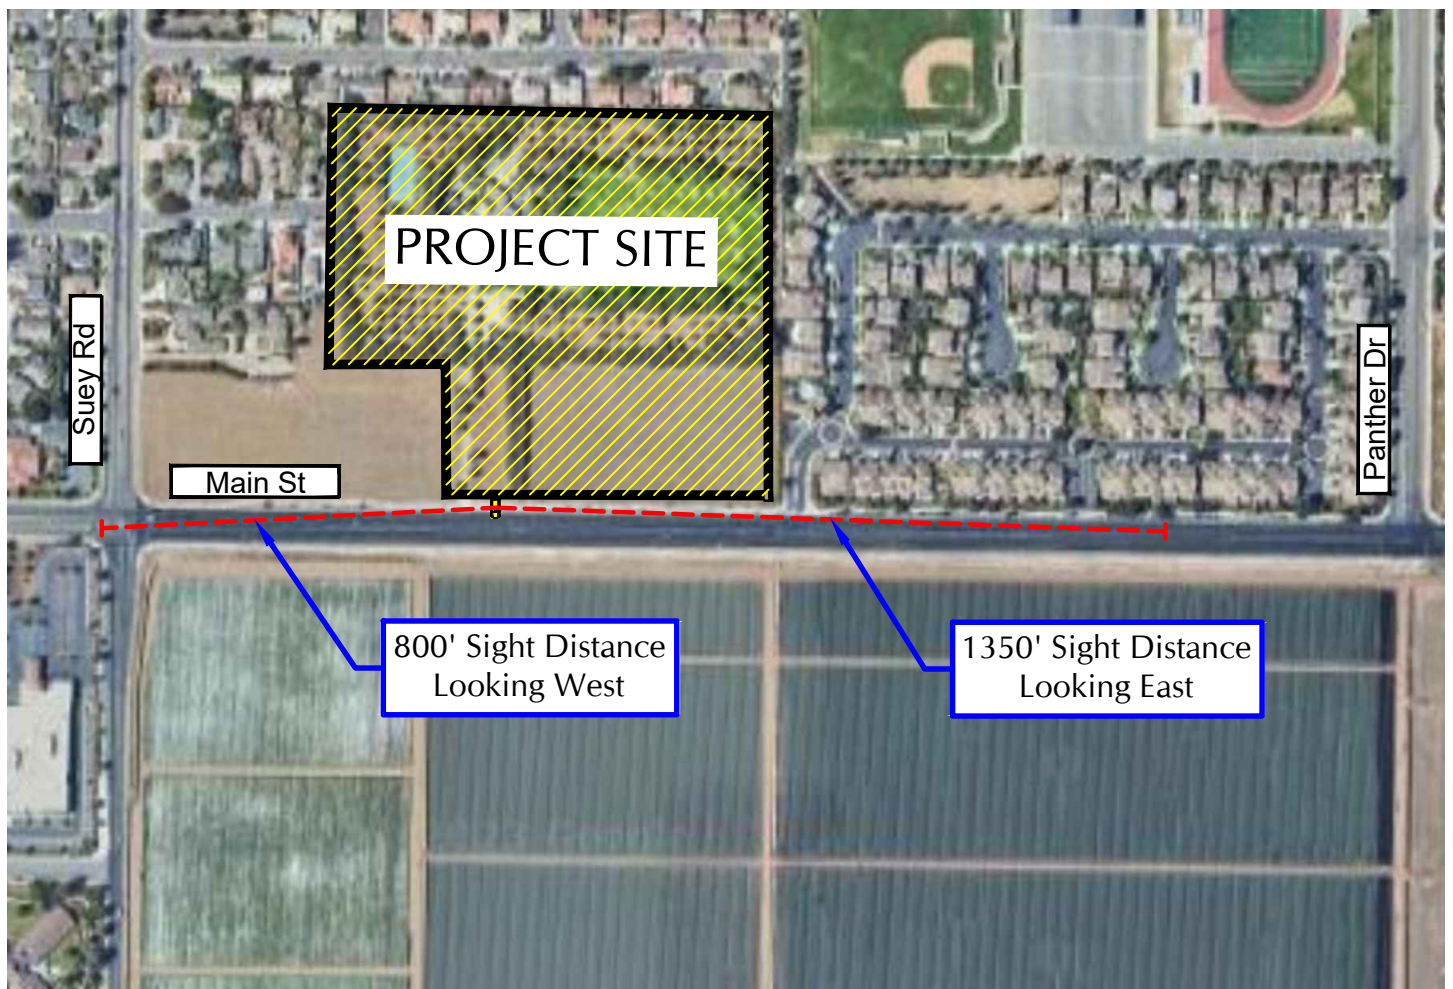 PROJECT SITE
Suey Rd
Panther Dr
Main St
800' Sight Distance
Looking West
1350' Sight Distance
Looking East